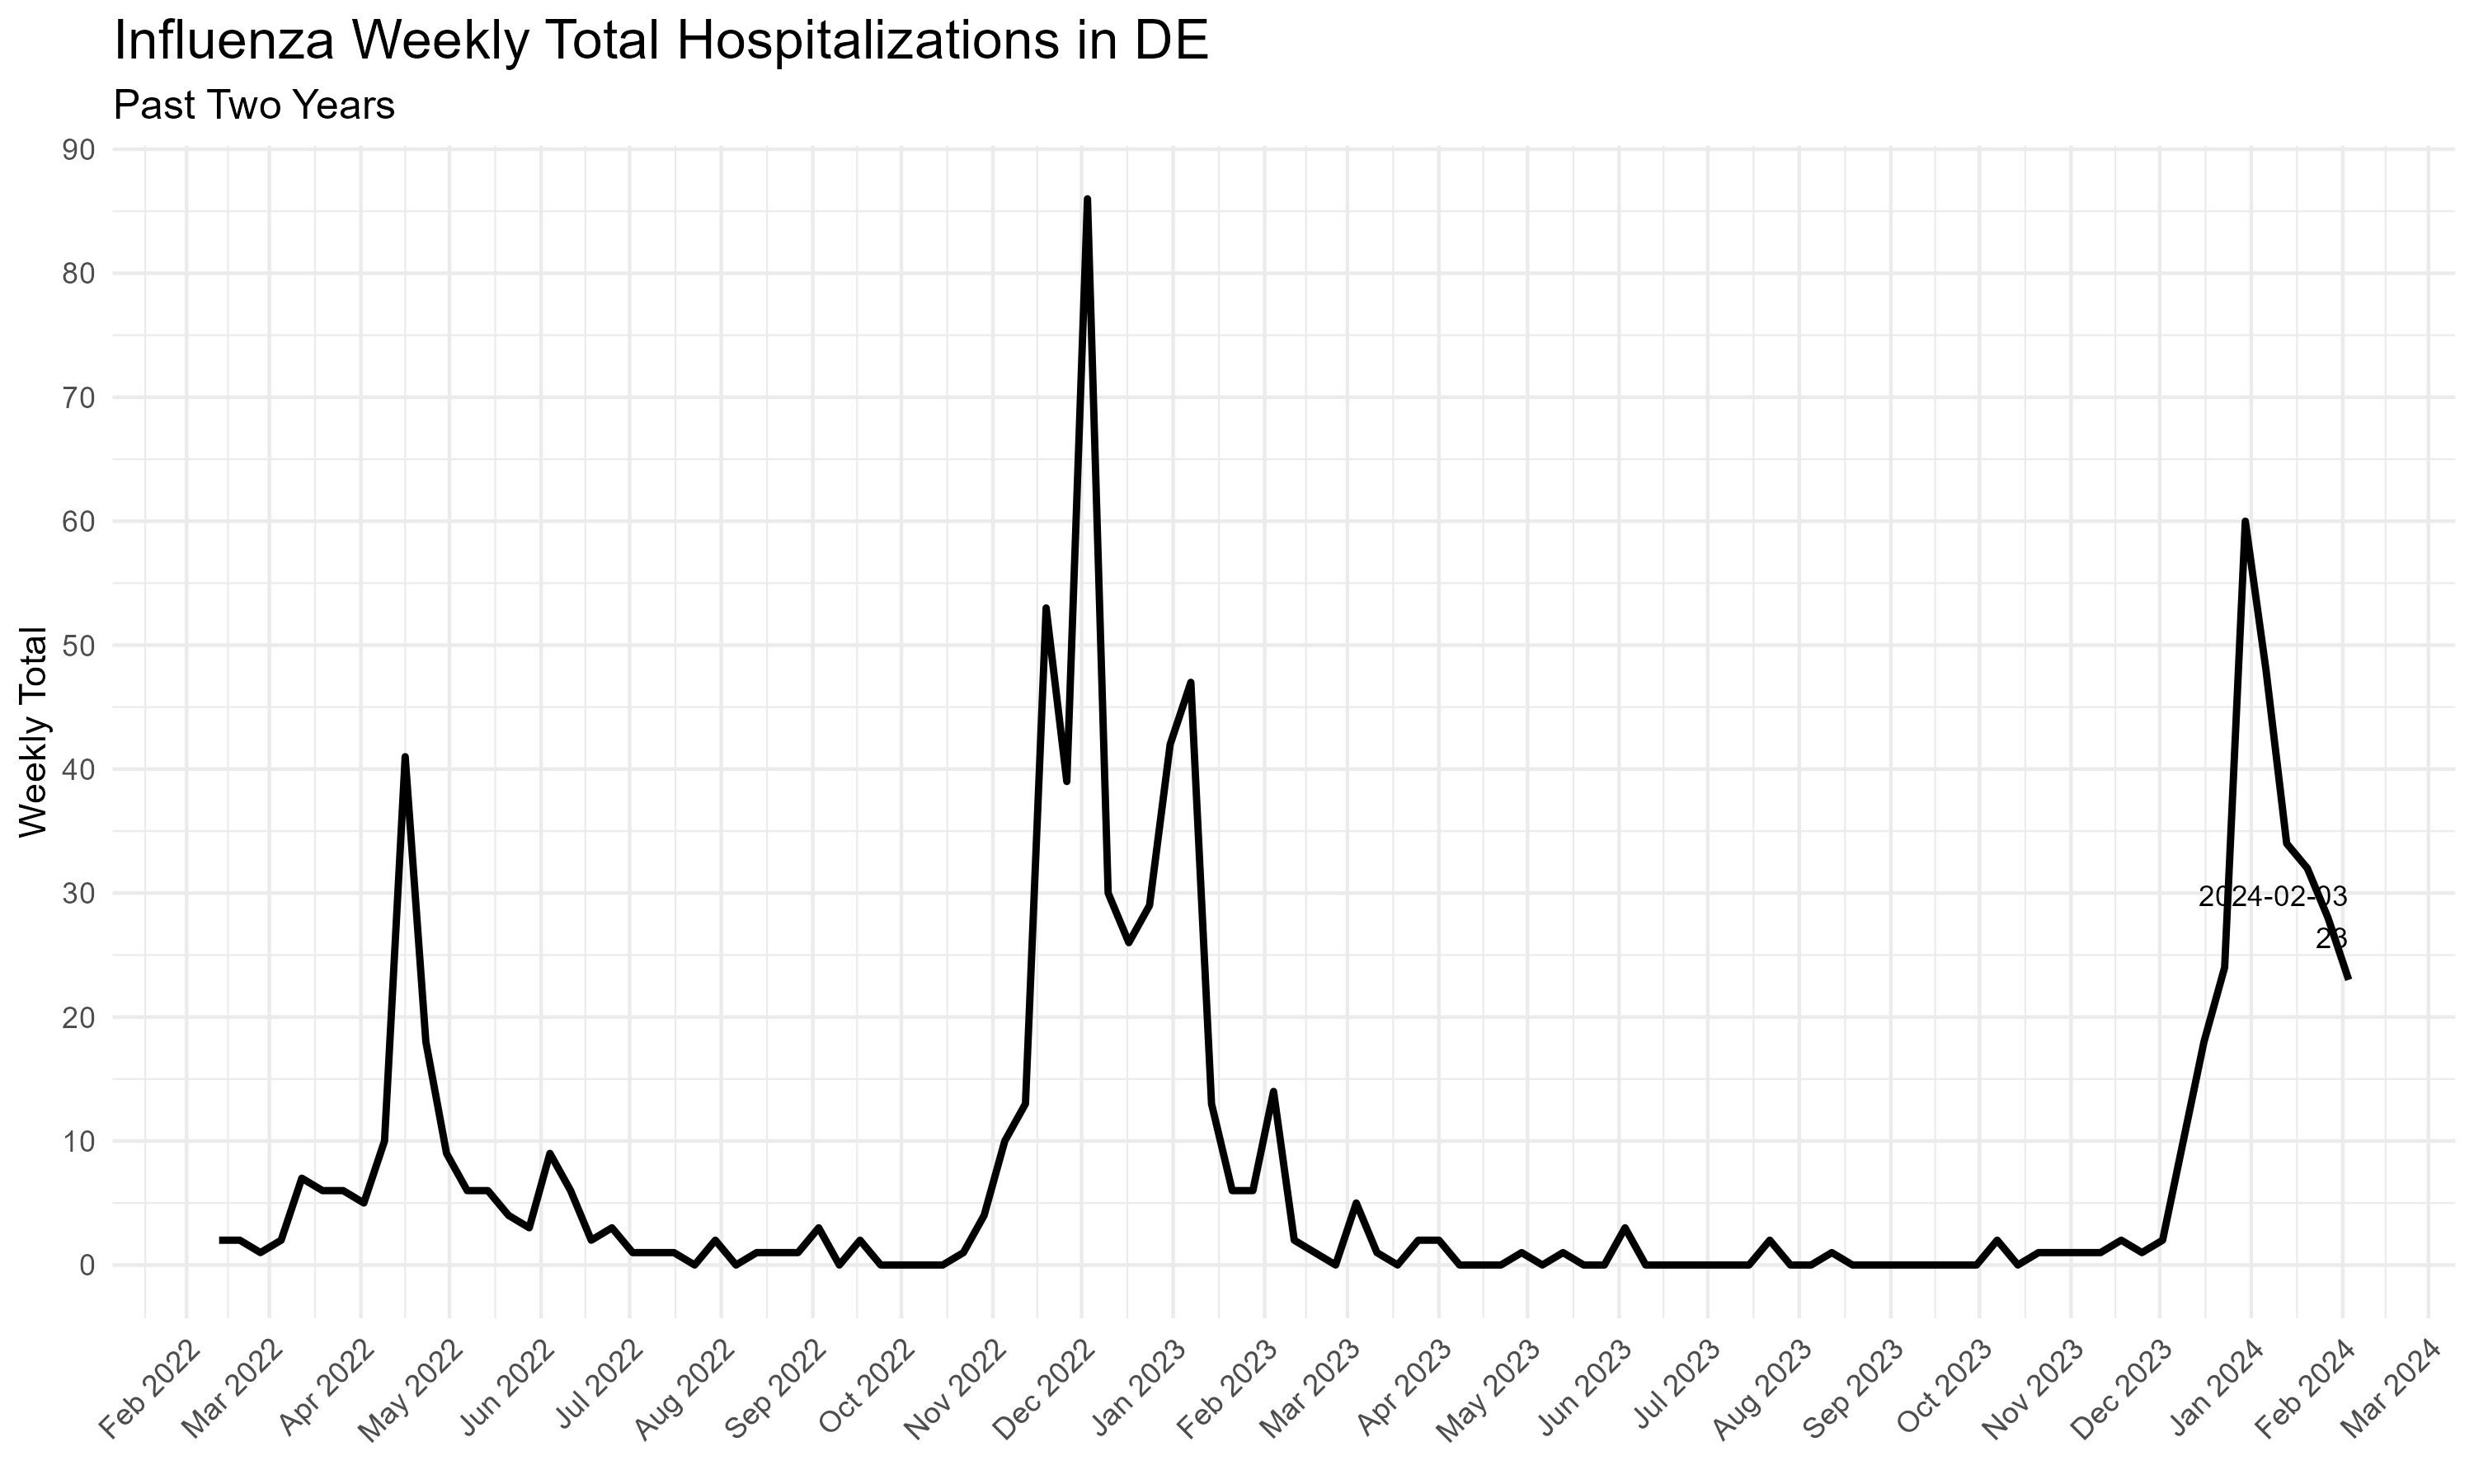 Influenza Weekly Total Hospitalizations in DE
Past Two Years
Weekly Total
90
80
70
60
50
40
30
20
10
0
2024-02-03
23
Feb 2022
Mar 2022
Apr 2022
May 2022
Jun 2022
Jul 2022
Aug 2022
Sep 2022
Oct 2022
Nov 2022
Dec 2022
Jan 2023
Feb 2023
Mar 2023
Apr 2023
May 2023
Jun 2023
Jul 2023
Aug 2023
Sep 2023
Oct 2023
Nov 2023
Dec 2023
Jan 2024
Feb 2024
Mar 2024